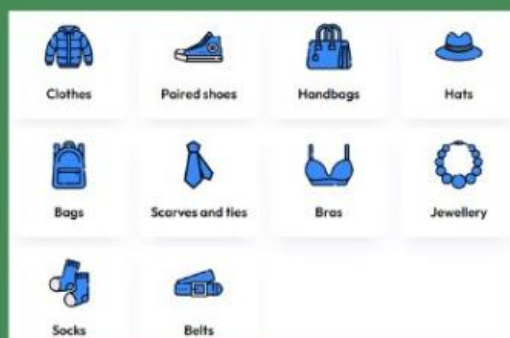 Clothes
Paired shoes
Handbags
Hats
Bags
Scarves and ties
Bras
Jewellery
Socks
Belts